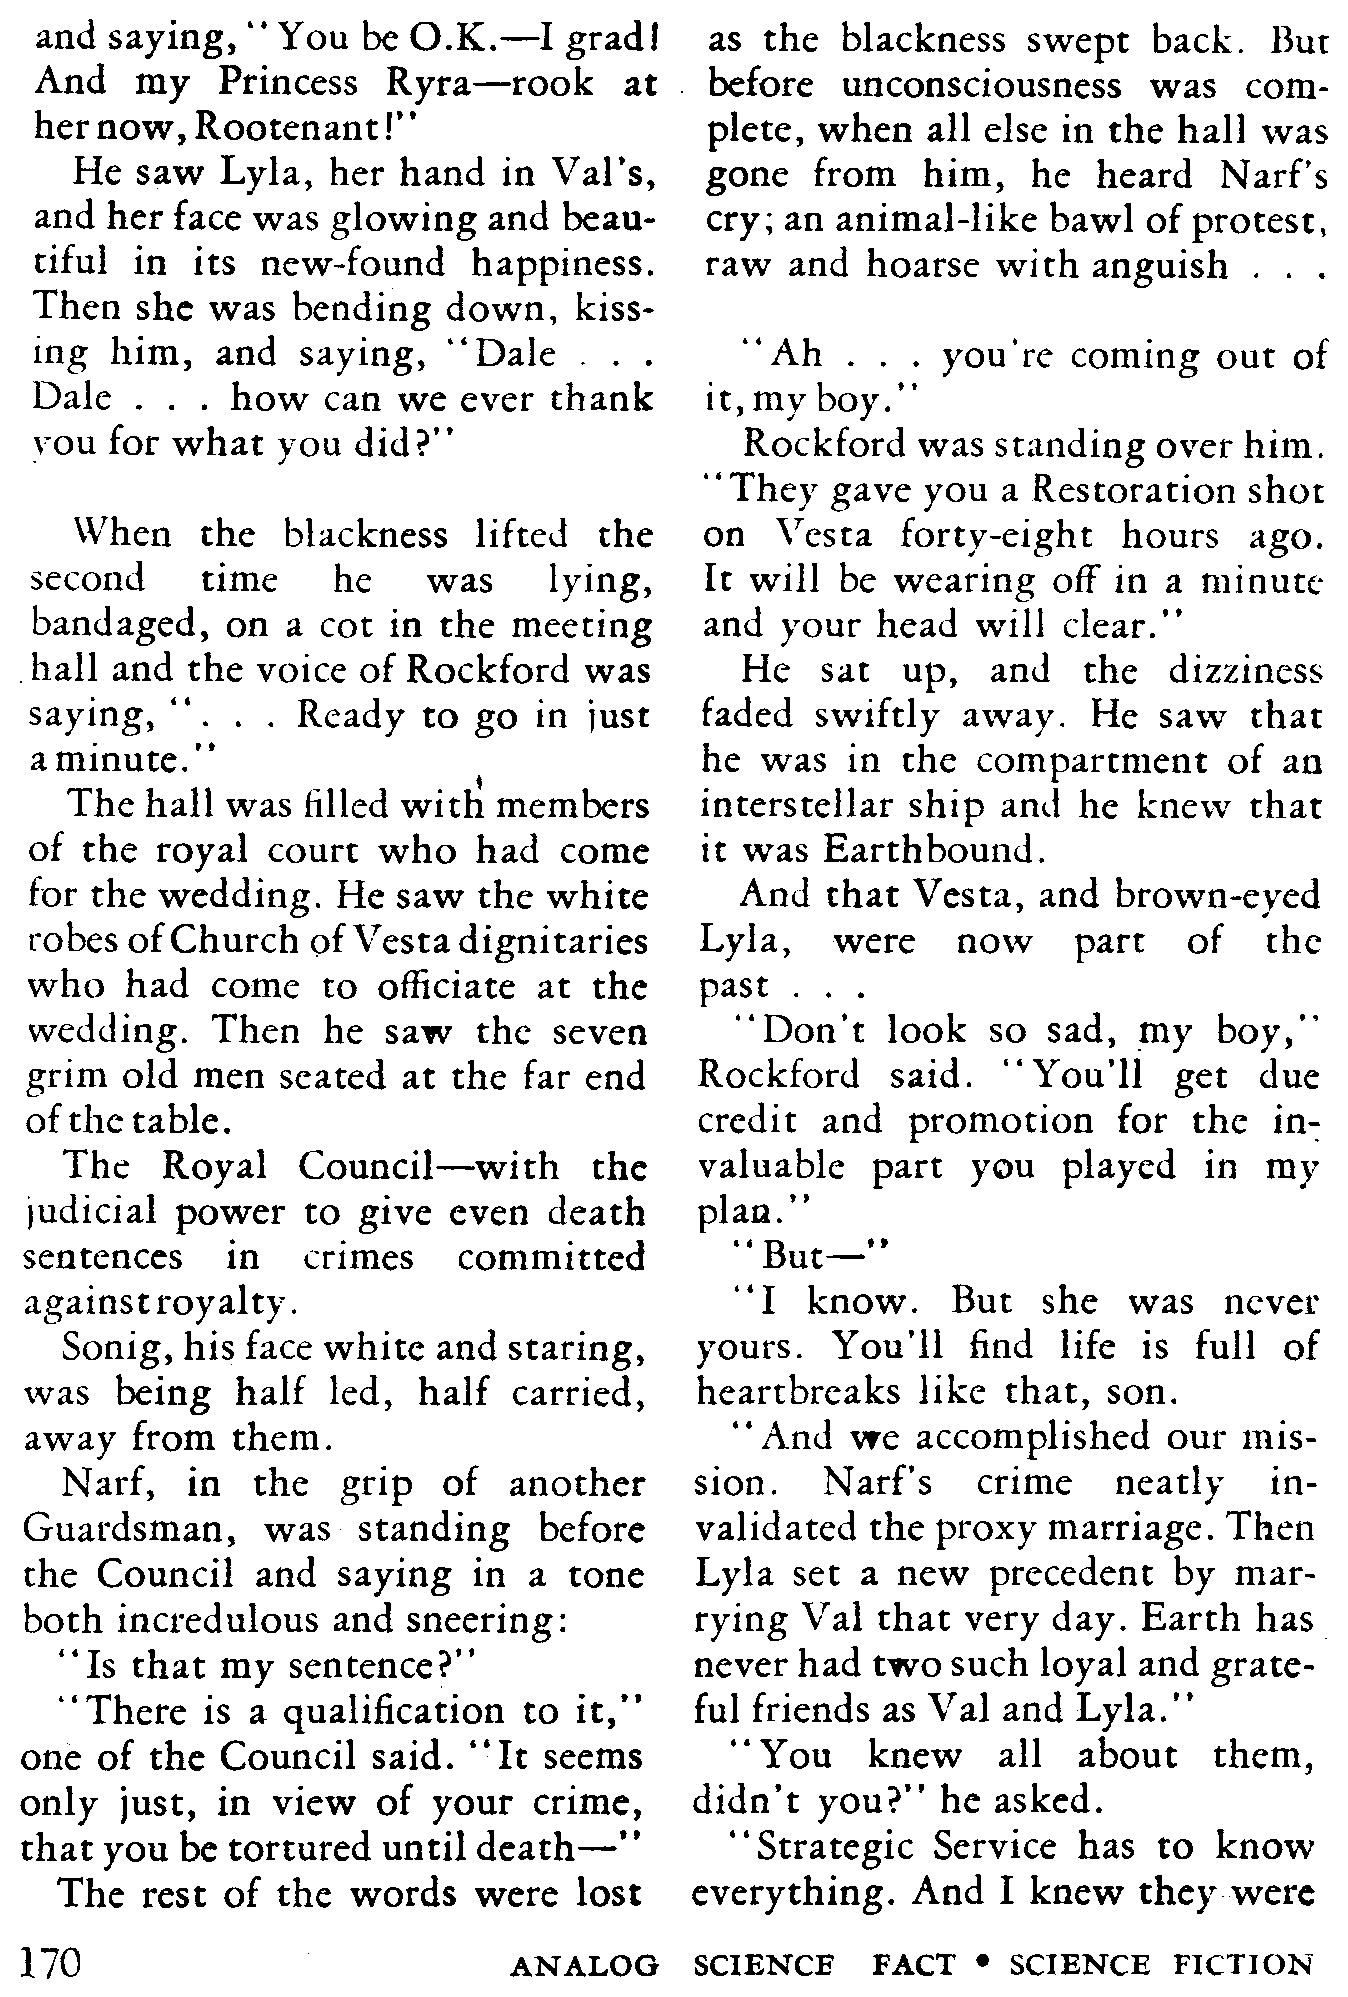 and saying, "You be O.K.—I grad!
And my Princess Ryra—rook at
her now, Rootenant!"
He saw Lyla, her hand in Val's,
and her face was glowing and beau-
tiful in its new-found happiness.
Then she was bending down, kiss-
ing him, and saying, "Dale . . .
Dale . . . how can we ever thank
you for what you did?"
When the blackness lifted the
second time he was lying,
bandaged, on a cot in the meeting
hall and the voice of Rockford was
saying, ". . . Ready to go in just
a minute."
The hall was filled with members
of the royal court who had come
for the wedding. He saw the white
robes of Church of Vesta dignitaries
who had come to officiate at the
wedding. Then he saw the seven
grim old men seated at the far end
of the table.
The Royal Council—with the
judicial power to give even death
sentences in crimes committed
against royalty.
Sonig, his face white and staring,
was being half led, half carried,
away from them.
Narf, in the grip of another
Guardsman, was standing before
the Council and saying in a tone
both incredulous and sneering:
"Is that my sentence?"
"There is a qualification to it,"
one of the Council said. "It seems
only just, in view of your crime,
that you be tortured until death—"
The rest of the words were lost
as the blackness swept back. But
before unconsciousness was com-
plete, when all else in the hall was
gone from him, he heard Narf's
cry; an animal-like bawl of protest,
raw and hoarse with anguish . . .
"Ah . . . you're coming out of
it, my boy."
Rockford was standing over him.
"They gave you a Restoration shot
on Vesta forty-eight hours ago.
It will be wearing off in a minute
and your head will clear."
He sat up, and the dizziness
faded swiftly away. He saw that
he was in the compartment of an
interstellar ship and he knew that
it was Earthbound.
And that Vesta, and brown-eyed
Lyla, were now part of the
past . . .
"Don't look so sad, my boy,"
Rockford said. "You'll get due
credit and promotion for the in-
valuable part you played in my
plan."
"But—"
"I know. But she was never
yours. You'll find life is full of
heartbreaks like that, son.
"And we accomplished our mis-
sion. Narf's crime neatly in-
validated the proxy marriage. Then
Lyla set a new precedent by mar-
rying Val that very day. Earth has
never had two such loyal and grate-
ful friends as Val and Lyla."
"You knew all about them,
didn't you?" he asked.
"Strategic Service has to know
everything. And I knew they were
170
ANALOG SCIENCE FACT • SCIENCE FICTION